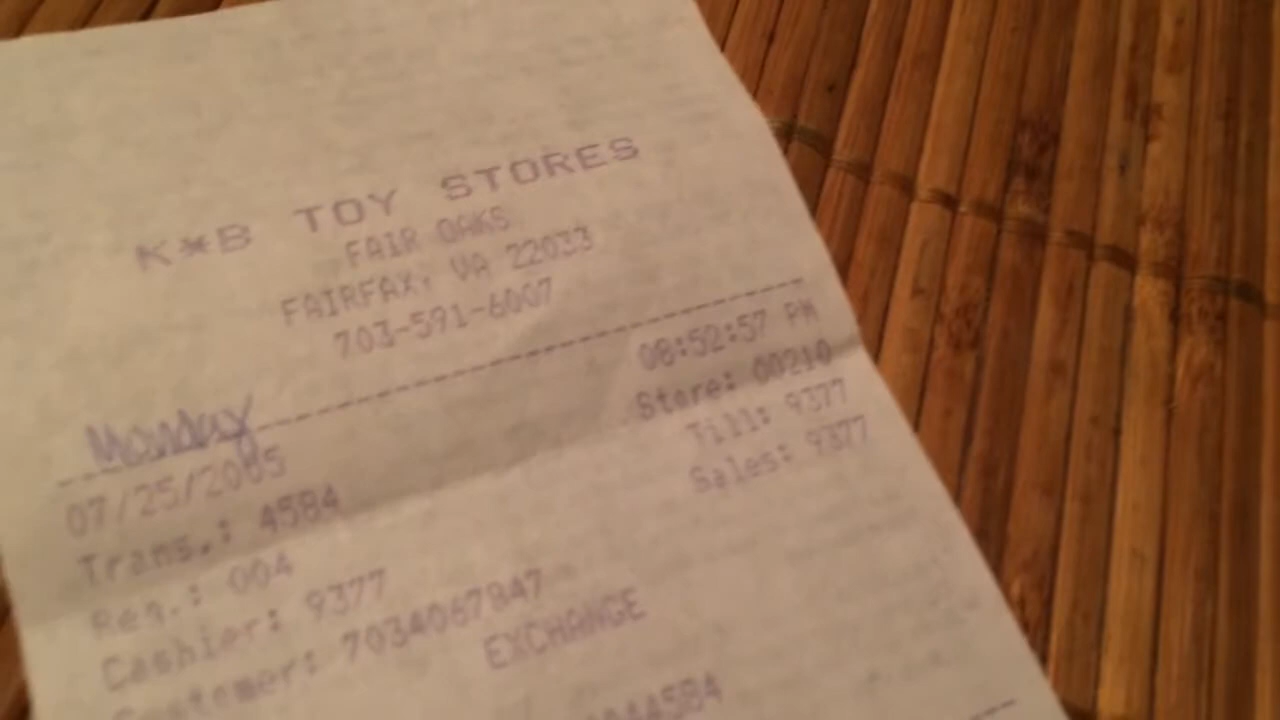 K*B TOY STORES
FAIR OAKS
FAIRFAX, VA 22033
703-591-6007
Monday
07/25/2005 08:52:57 PM
Trans.: 4584 Store: 00210
Reg.: 004 Till: 9377
Cashier: 9377 Sales: 9377
Customer: 7034067847
EXCHANGE